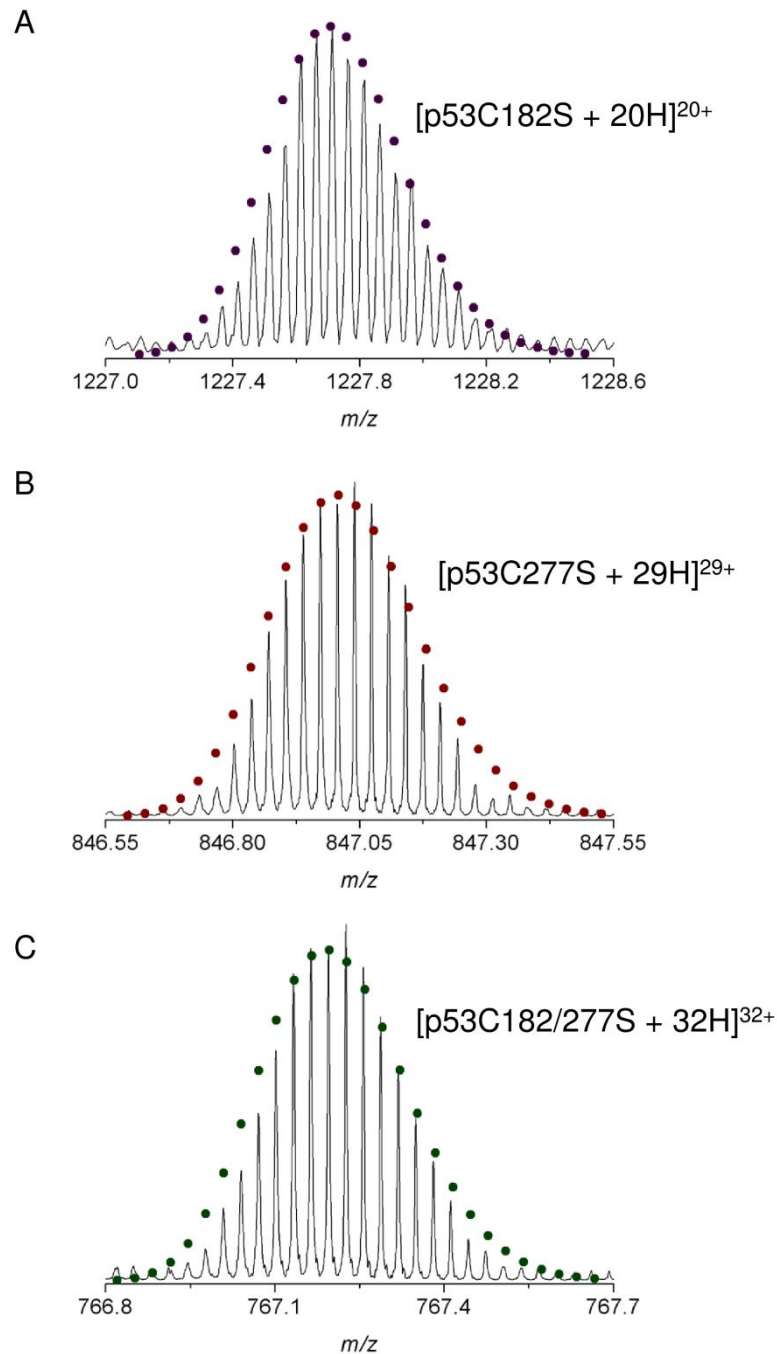 A
[p53C182S + 20H]²⁰⁺
1227.0 1227.4 1227.8 1228.2 1228.6
m/z
B
[p53C277S + 29H]²⁹⁺
846.55 846.80 847.05 847.30 847.55
m/z
C
[p53C182/277S + 32H]³²⁺
766.8 767.1 767.4 767.7
m/z